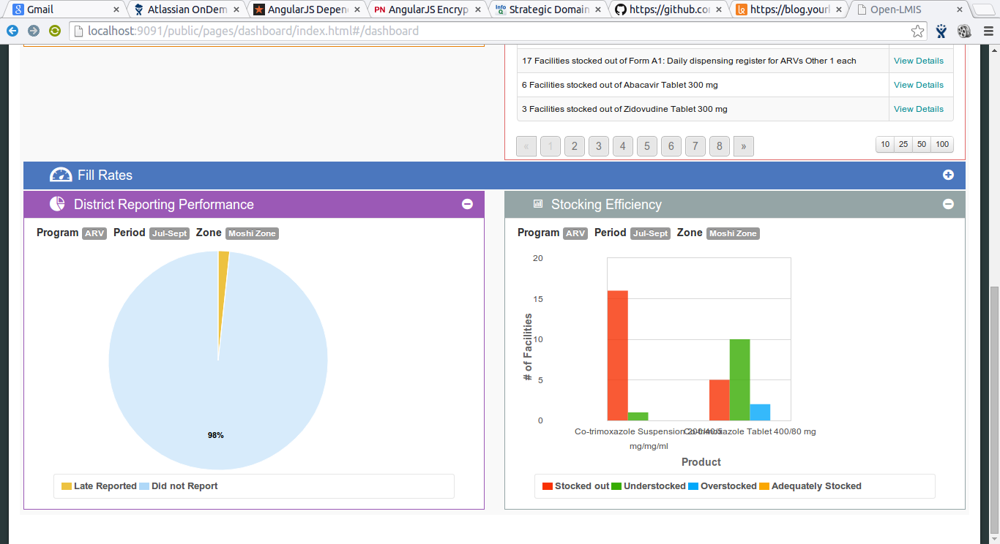 Gmail
Atlassian OnDem
AngularJS Depen
PN AngularJS Encryp
Info Q Strategic Domain
https://github.co
lg https://blog.yourl
Open-LMIS
localhost:9091/public/pages/dashboard/index.html#/dashboard
17 Facilities stocked out of Form A1: Daily dispensing register for ARVs Other 1 each View Details
6 Facilities stocked out of Abacavir Tablet 300 mg View Details
3 Facilities stocked out of Zidovudine Tablet 300 mg View Details
« 1 2 3 4 5 6 7 8 » 10 25 50 100
Fill Rates
District Reporting Performance
Program ARV Period Jul-Sept Zone Moshi Zone
98%
Late Reported Did not Report
Stocking Efficiency
Program ARV Period Jul-Sept Zone Moshi Zone
20
15
10
5
0
# of Facilities
Co-trimoxazole Suspension 200/40/5
mg/mg/ml
Co-trimoxazole Tablet 400/80 mg
Product
Stocked out Understocked Overstocked Adequately Stocked